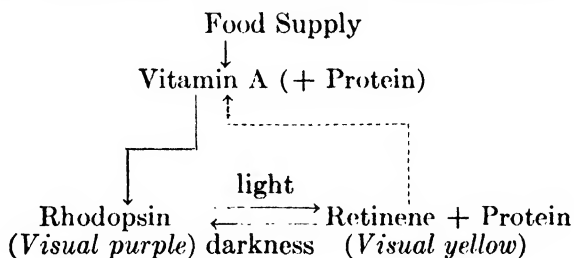 Food Supply
Vitamin A (+ Protein)
light
Rhodopsin Retinene + Protein
(Visual purple) darkness (Visual yellow)